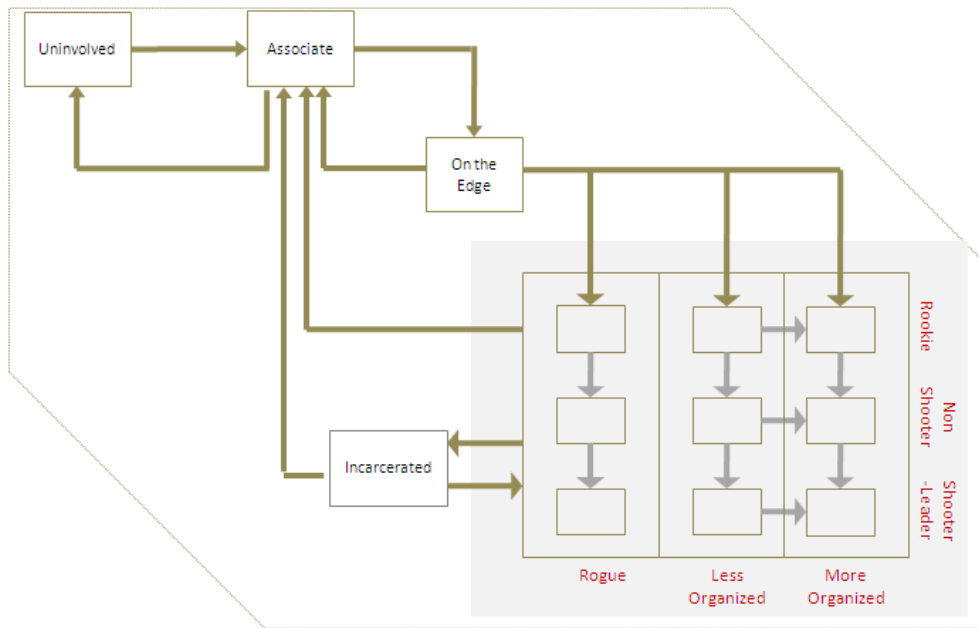 Uninvolved
Associate
On the
Edge
Incarcerated
Rookie
Non
Shooter
Shooter
-Leader
Rogue
Less
Organized
More
Organized